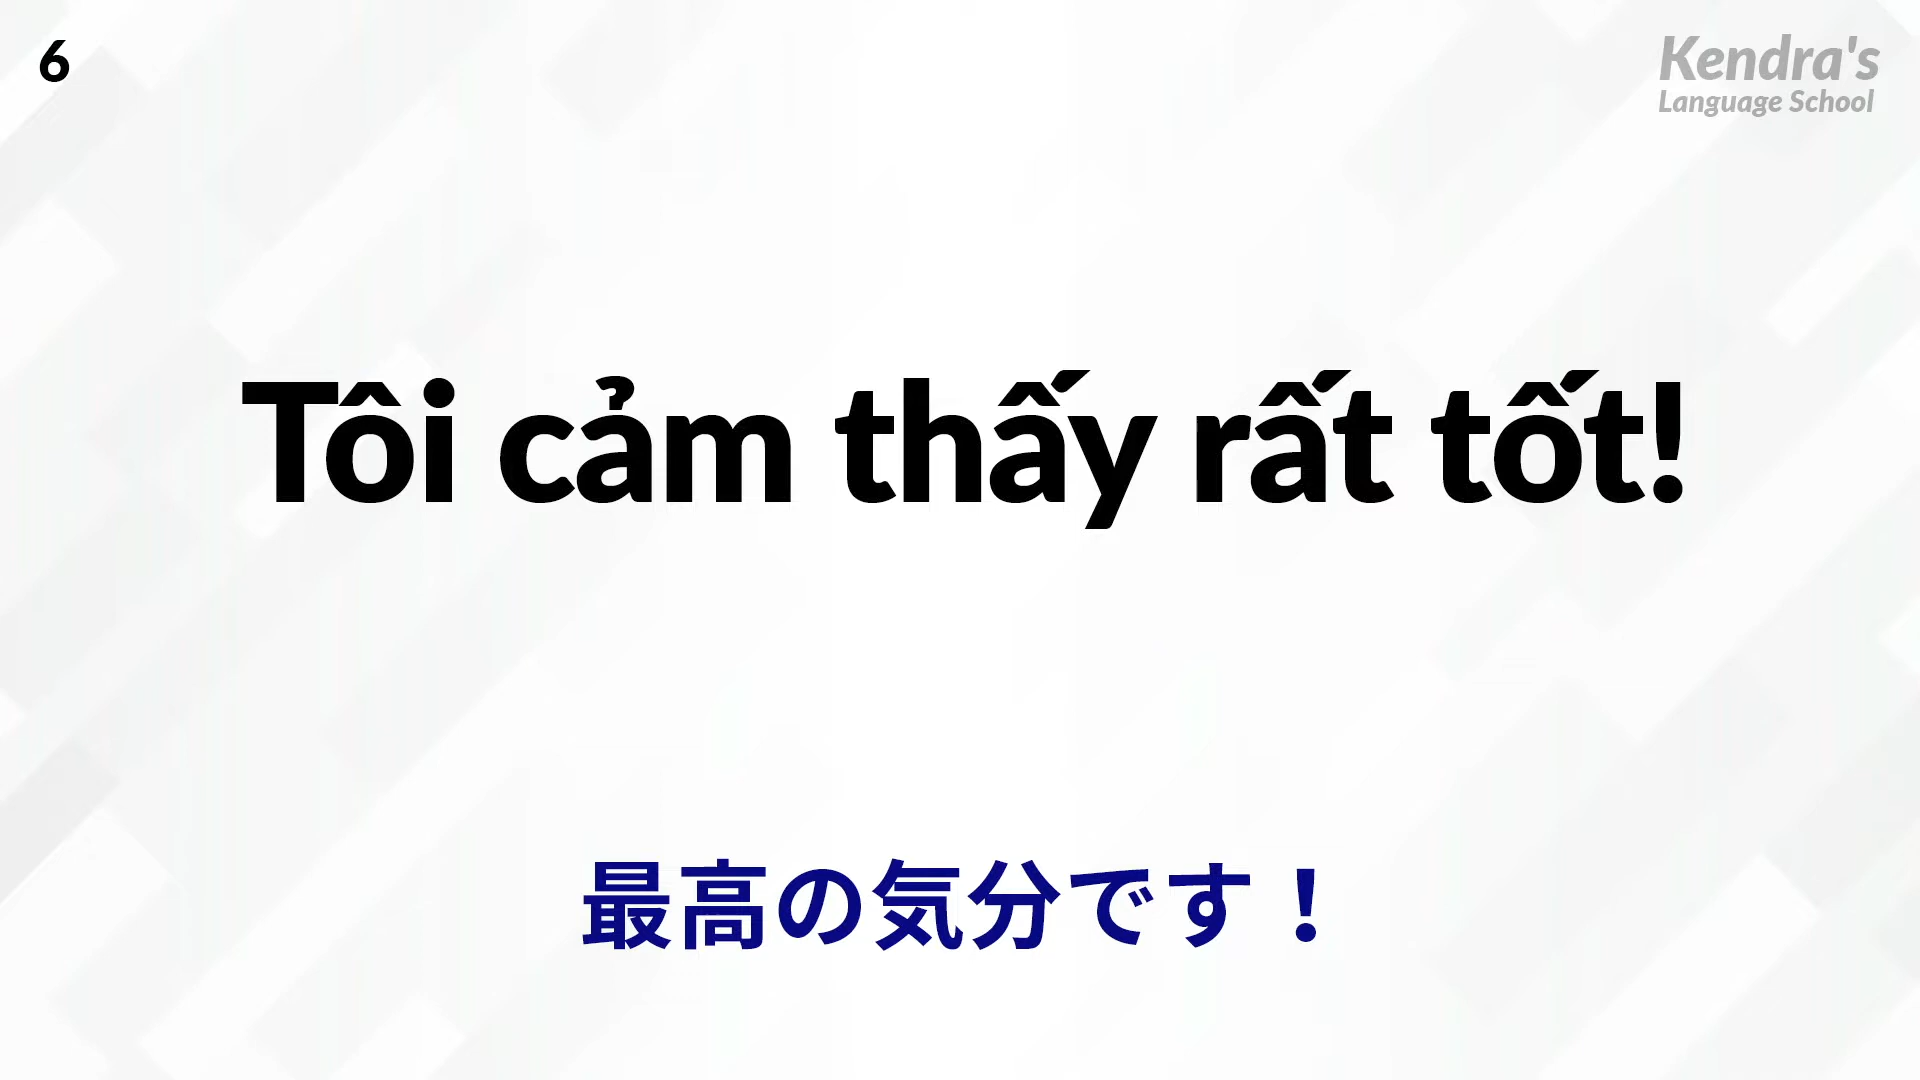 6
Kendra's
Language School
Tôi cảm thấy rất tốt!
最高の気分です！